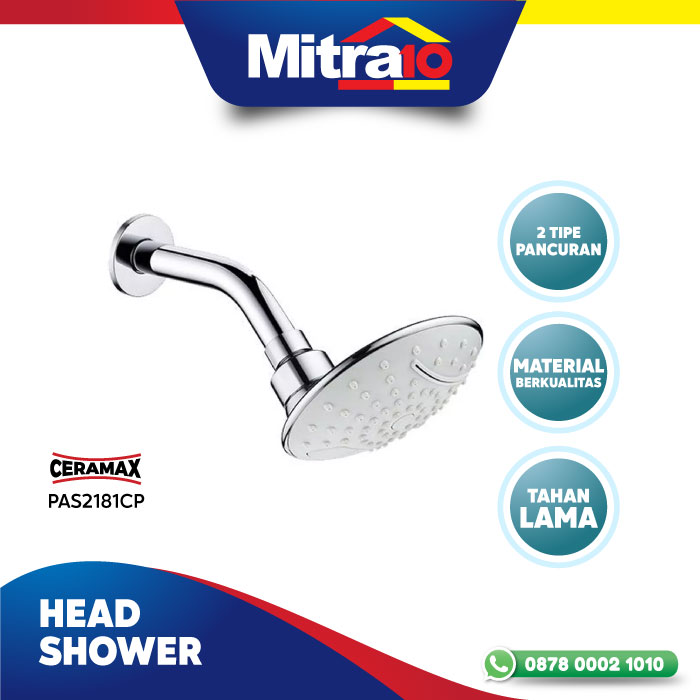 Mitra10
2 TIPE
PANCURAN
MATERIAL
BERKUALITAS
TAHAN
LAMA
CERAMAX
PAS2181CP
HEAD
SHOWER
0878 0002 1010